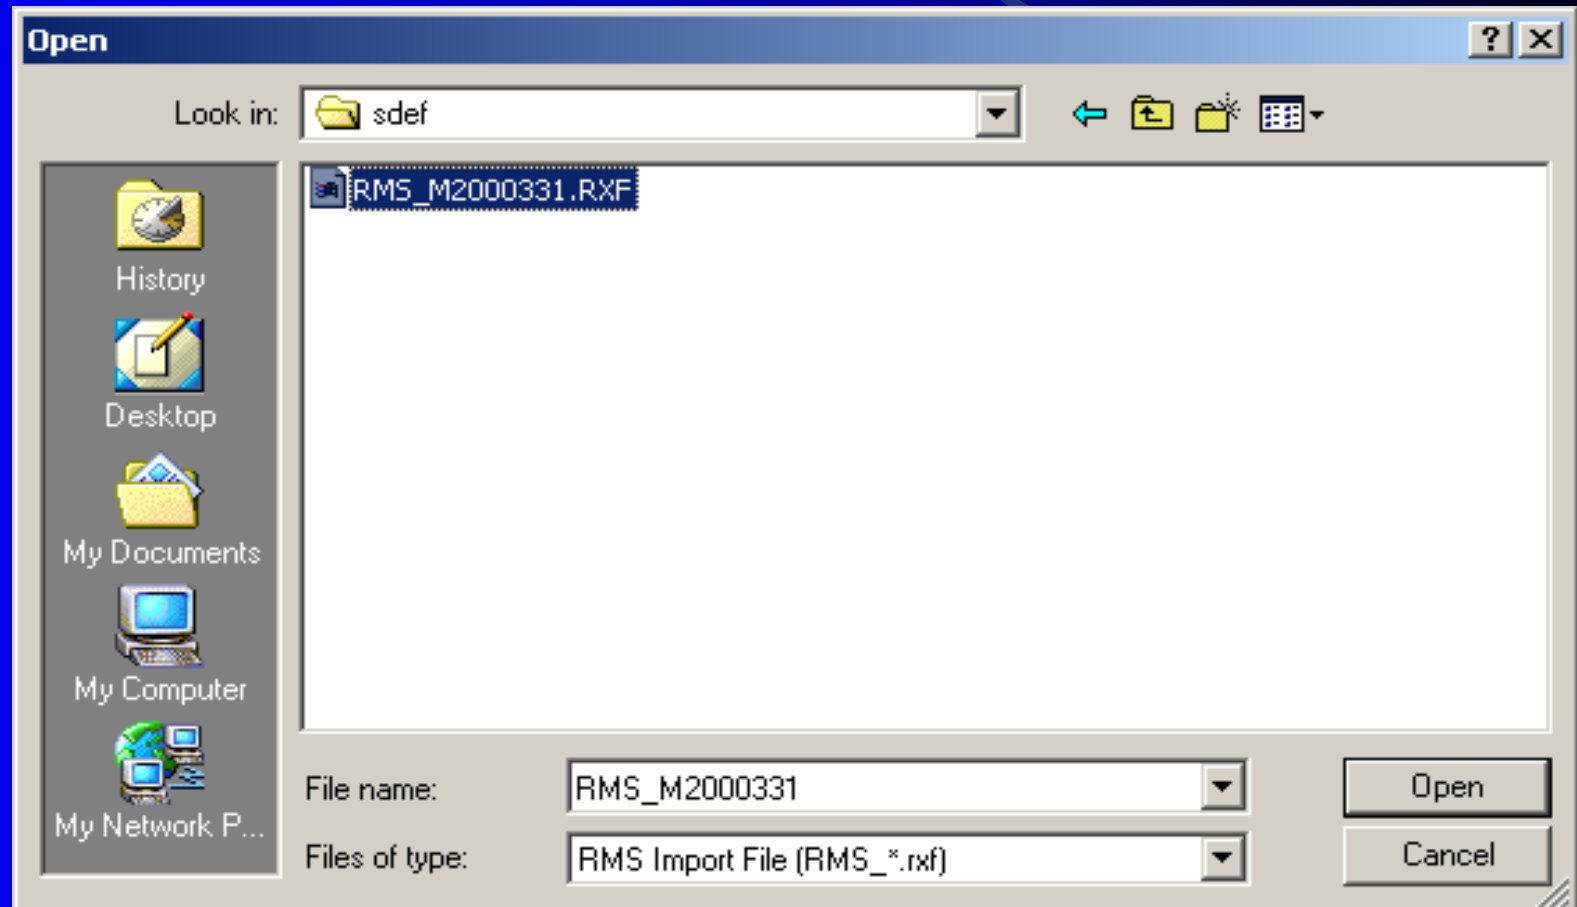 Open
Look in: sdef
RMS_M2000331.RXF
History
Desktop
My Documents
My Computer
My Network P...
File name: RMS_M2000331 Open
Files of type: RMS Import File (RMS_*.rxf) Cancel